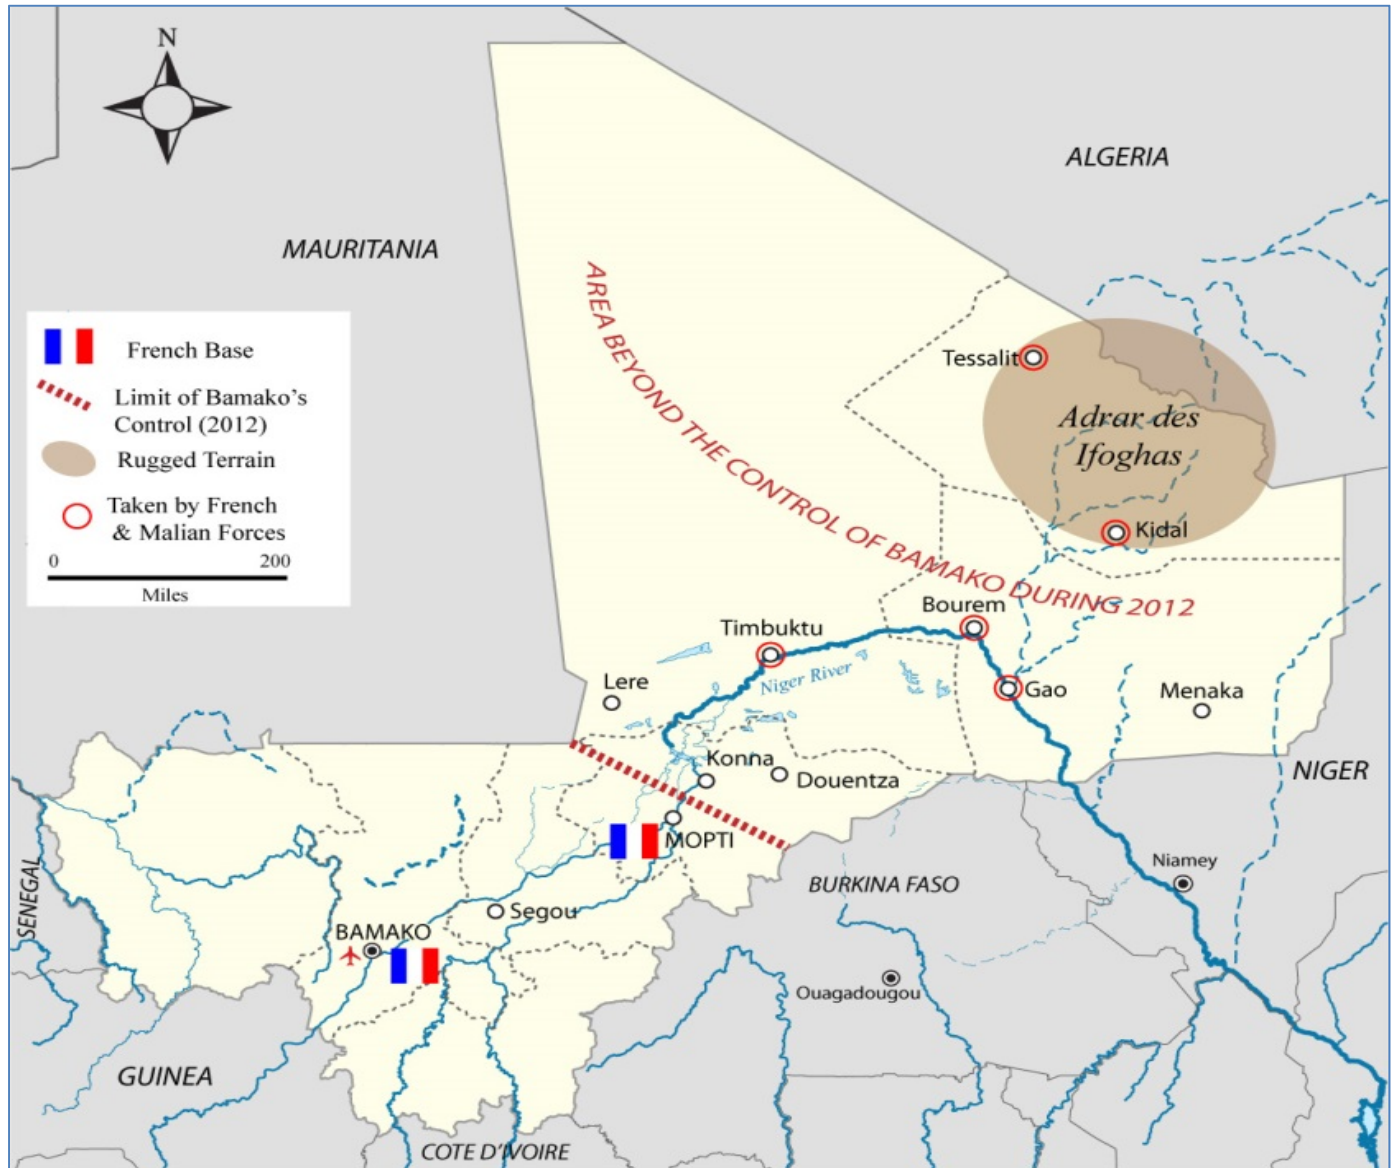 N
ALGERIA
MAURITANIA
AREA BEYOND THE CONTROL OF BAMAKO DURING 2012
French Base
Limit of Bamako's
Control (2012)
Rugged Terrain
Taken by French
& Malian Forces
0 200
Miles
Tessalit
Adrar des
Ifoghas
Kidal
Bourem
Timbuktu
Niger River
Lere
Gao
Menaka
Konna
Douentza
NIGER
MOPTI
Niamey
SENEGAL
BURKINA FASO
Segou
BAMAKO
Ouagadougou
GUINEA
COTE D'IVOIRE